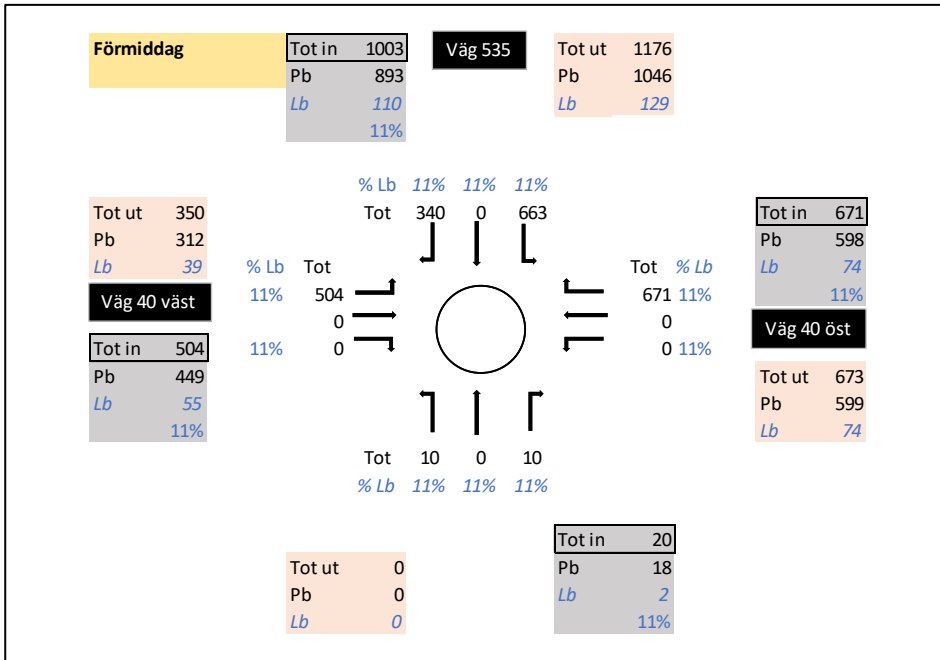 Förmiddag
Tot in 1003
Pb 893
Lb 110
11%
Väg 535
Tot ut 1176
Pb 1046
Lb 129
% Lb 11% 11% 11%
Tot 340 0 663
Tot ut 350
Pb 312
Lb 39
Väg 40 väst
Tot in 504
Pb 449
Lb 55
11%
% Lb Tot
11% 504
0
11% 0
Tot % Lb
671 11%
0
0 11%
Tot in 671
Pb 598
Lb 74
11%
Väg 40 öst
Tot ut 673
Pb 599
Lb 74
Tot 10 0 10
% Lb 11% 11% 11%
Tot ut 0
Pb 0
Lb 0
Tot in 20
Pb 18
Lb 2
11%